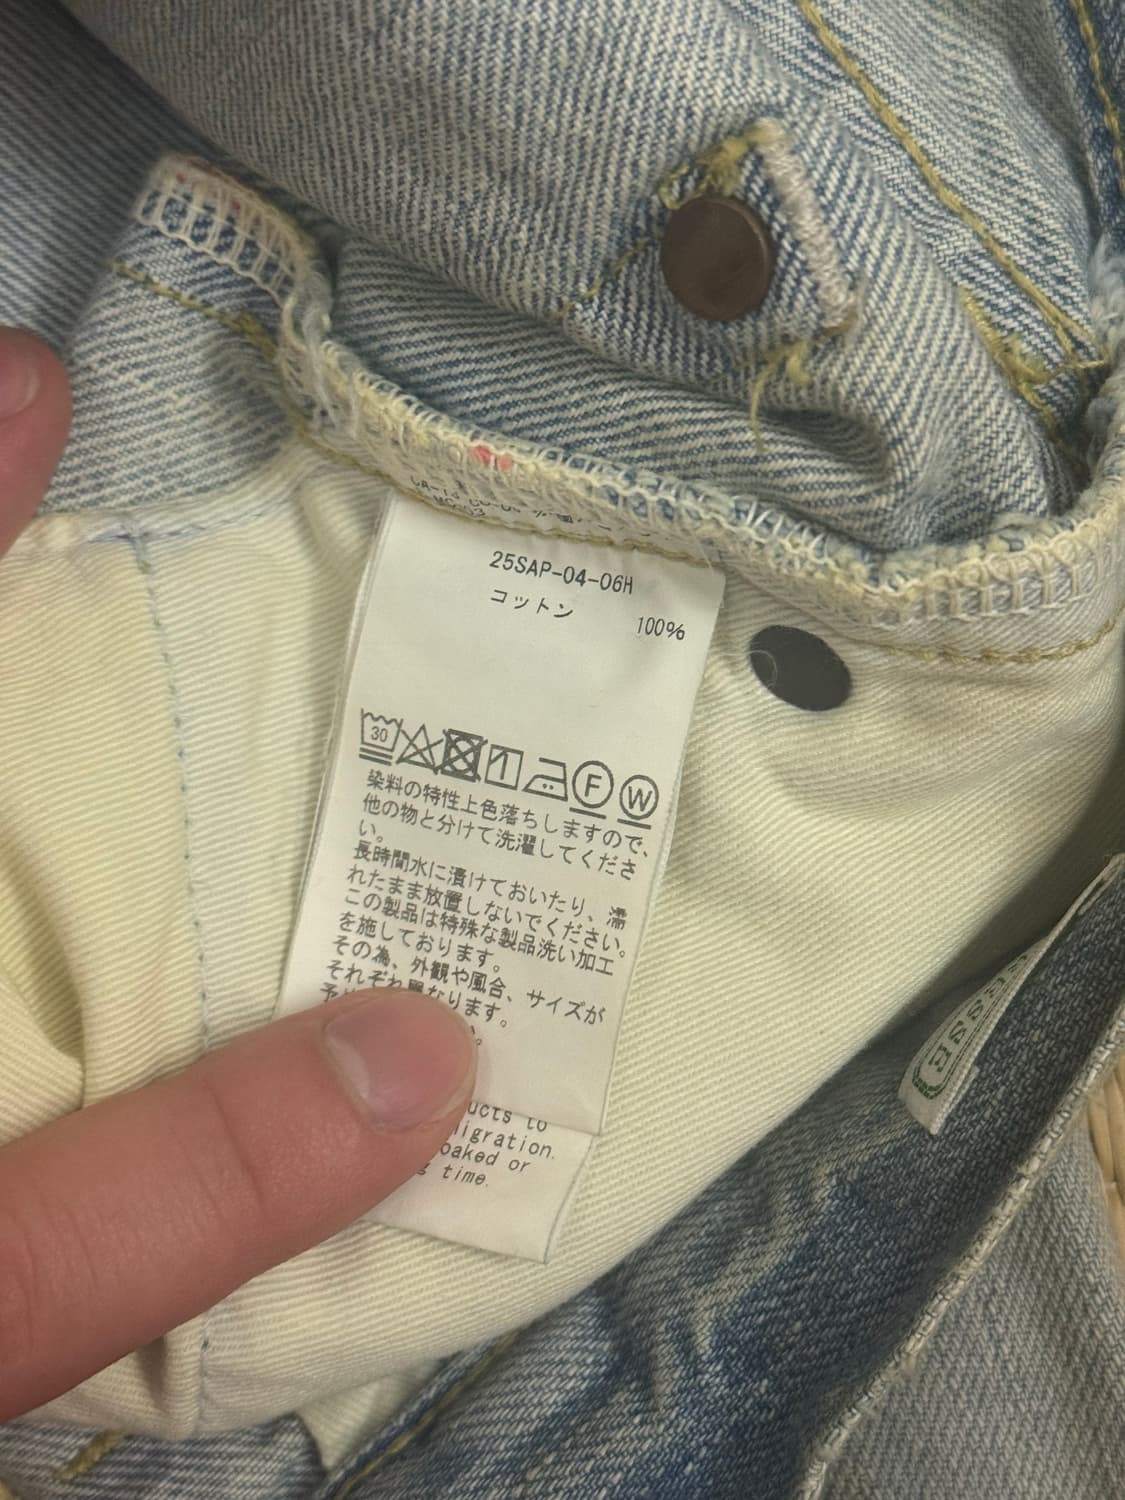 25SAP-04-06H
コットン
100%
30
F
W
染料の特性上色落ちしますので、
他の物と分けて洗濯してくださ
い。
長時間水に漬けておいたり、濡
れたまま放置しないでください。
この製品は特殊な製品洗い加工
を施しております。
その為、外観や風合、サイズが
それぞれ異なります。
ucts to
igration.
oaked or
time.